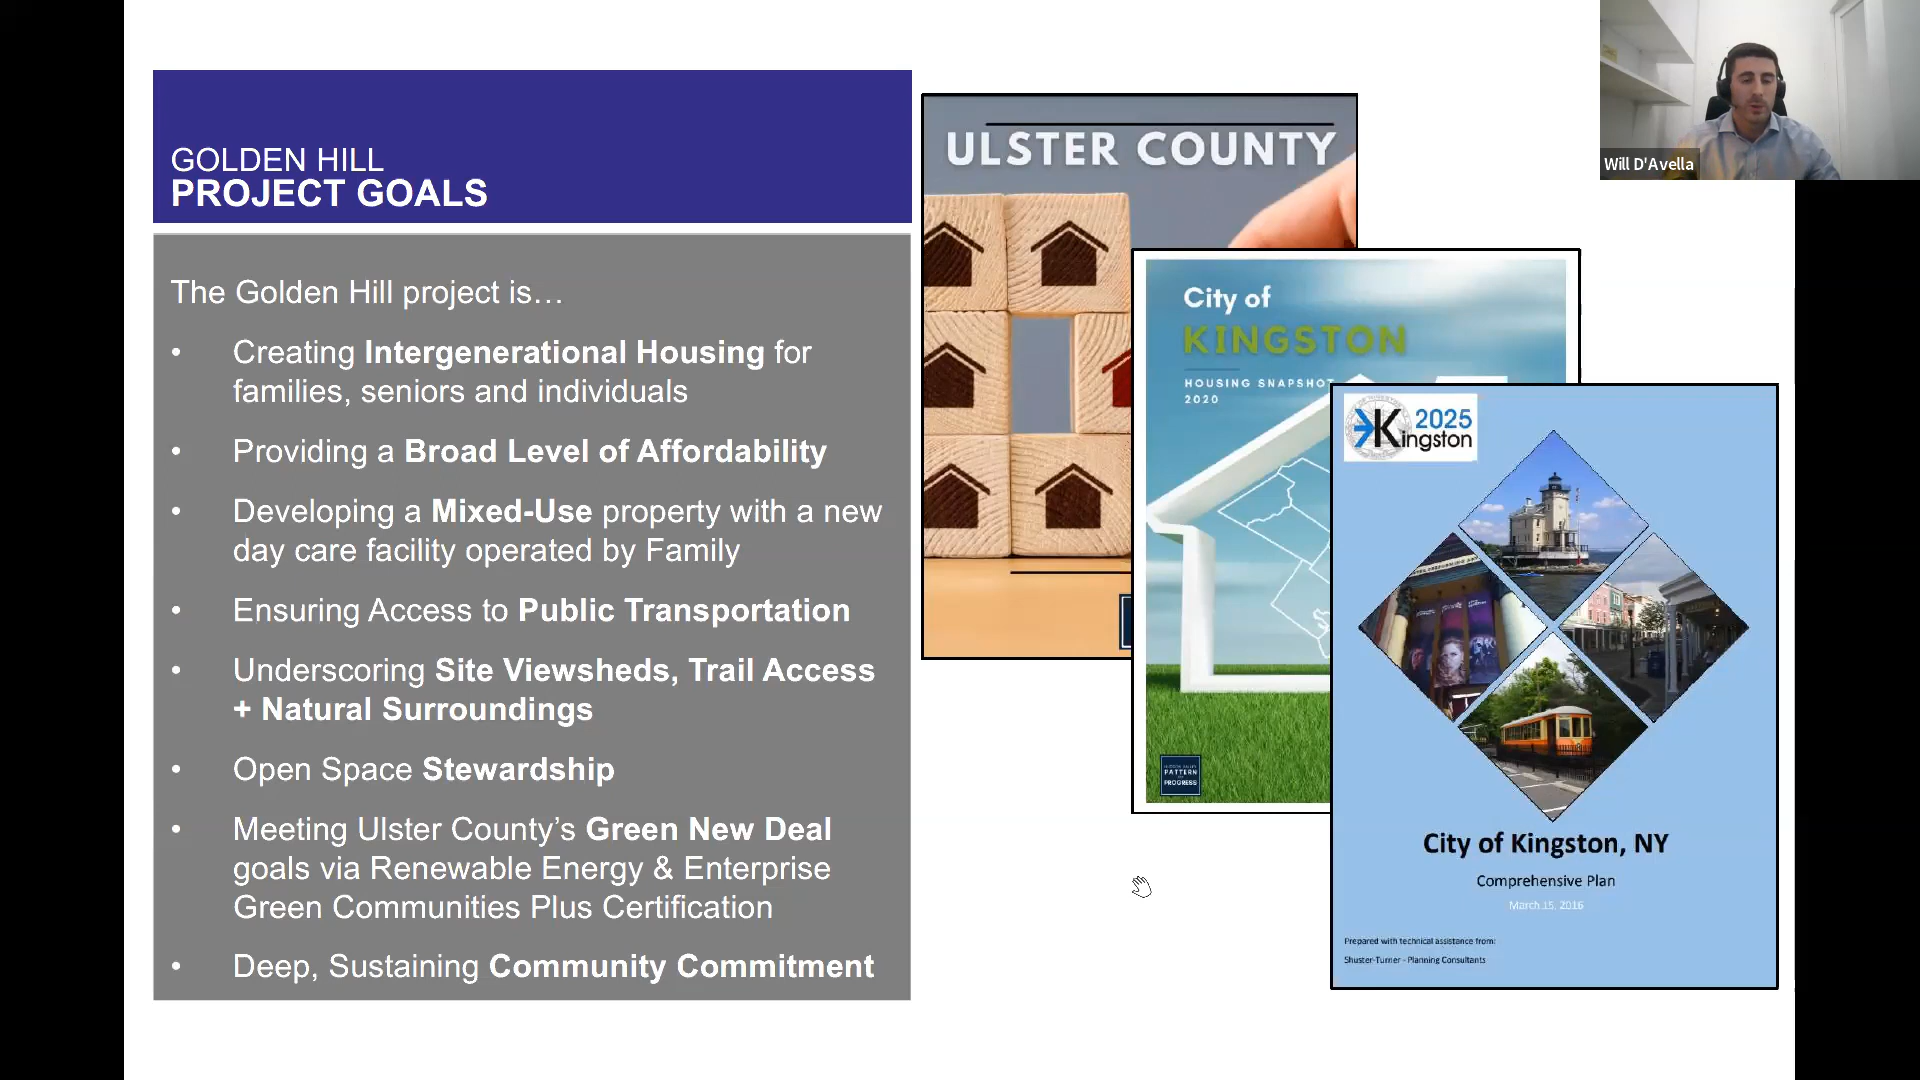 GOLDEN HILL
PROJECT GOALS
The Golden Hill project is…
• Creating Intergenerational Housing for
families, seniors and individuals
• Providing a Broad Level of Affordability
• Developing a Mixed-Use property with a new
day care facility operated by Family
• Ensuring Access to Public Transportation
• Underscoring Site Viewsheds, Trail Access
+ Natural Surroundings
• Open Space Stewardship
• Meeting Ulster County’s Green New Deal
goals via Renewable Energy & Enterprise
Green Communities Plus Certification
• Deep, Sustaining Community Commitment
ULSTER COUNTY
City of
KINGSTON
HOUSING SNAPSHOT
2020
PATTERN
PROGRESS
2025
Kingston
City of Kingston, NY
Comprehensive Plan
March 15, 2016
Prepared with technical assistance from:
Shuster-Turner - Planning Consultants
Will D'Avella